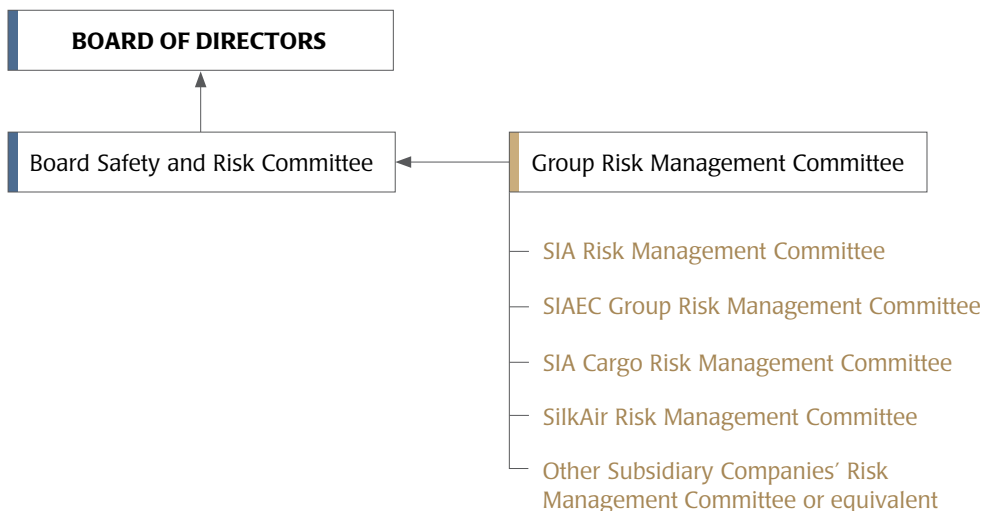 BOARD OF DIRECTORS
Board Safety and Risk Committee
Group Risk Management Committee
SIA Risk Management Committee
SIAEC Group Risk Management Committee
SIA Cargo Risk Management Committee
SilkAir Risk Management Committee
Other Subsidiary Companies’ Risk
Management Committee or equivalent